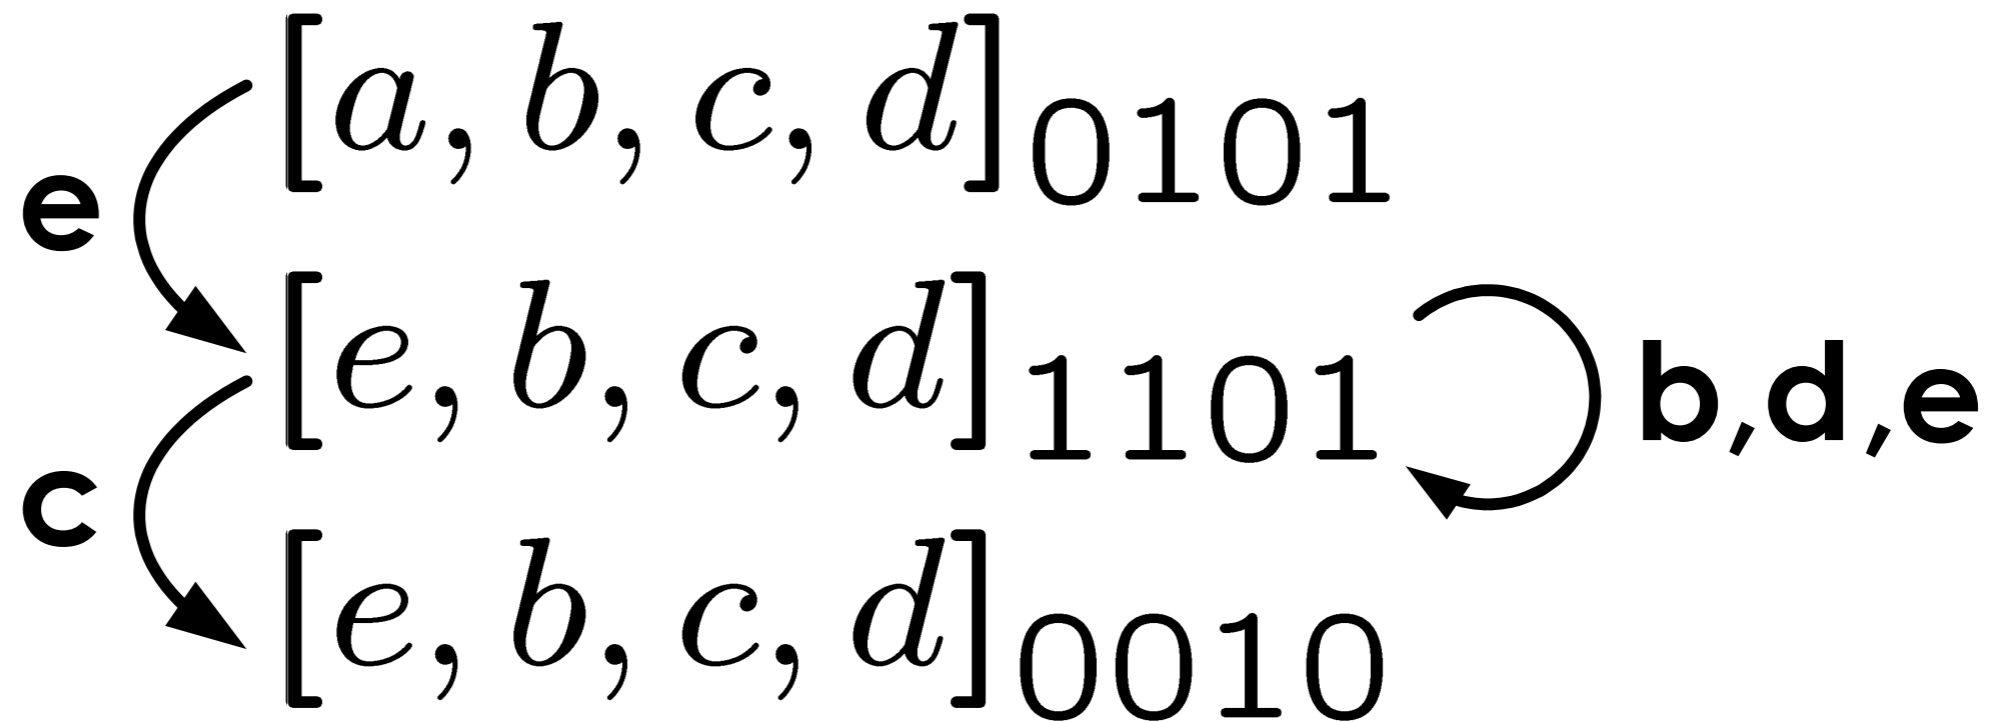 [a, b, c, d]0101
e
[e, b, c, d]1101
b,d,e
c
[e, b, c, d]0010